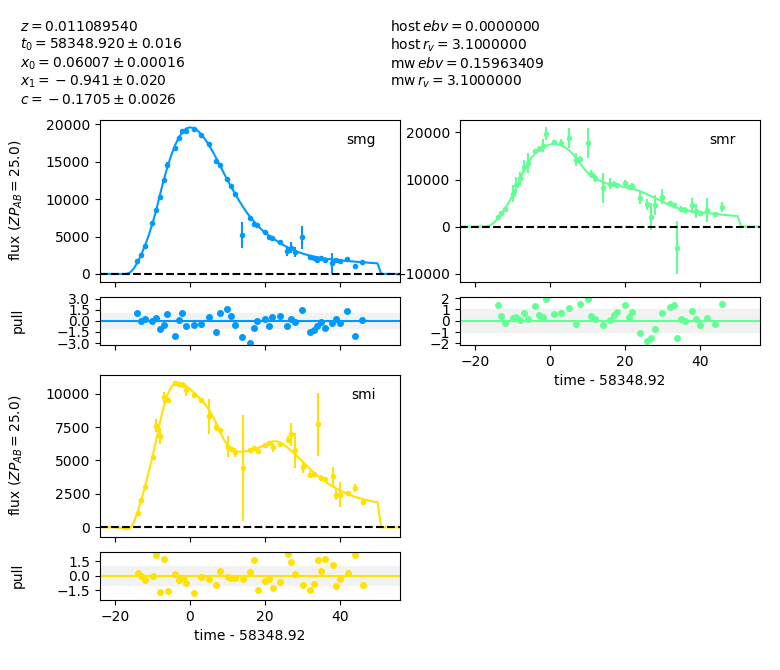 z = 0.011089540
t0 = 58348.920 ± 0.016
x0 = 0.06007 ± 0.00016
x1 = −0.941 ± 0.020
c = −0.1705 ± 0.0026
host ebv = 0.0000000
host rv = 3.1000000
mw ebv = 0.15963409
mw rv = 3.1000000
smg
flux (ZPAB = 25.0)
20000
15000
10000
5000
0
pull
3.0
1.5
0.0
−1.5
−3.0
smr
20000
10000
0
−10000
2
1
0
−1
−2
−20 0 20 40
time - 58348.92
smi
flux (ZPAB = 25.0)
10000
7500
5000
2500
0
pull
1.5
0.0
−1.5
−20 0 20 40
time - 58348.92